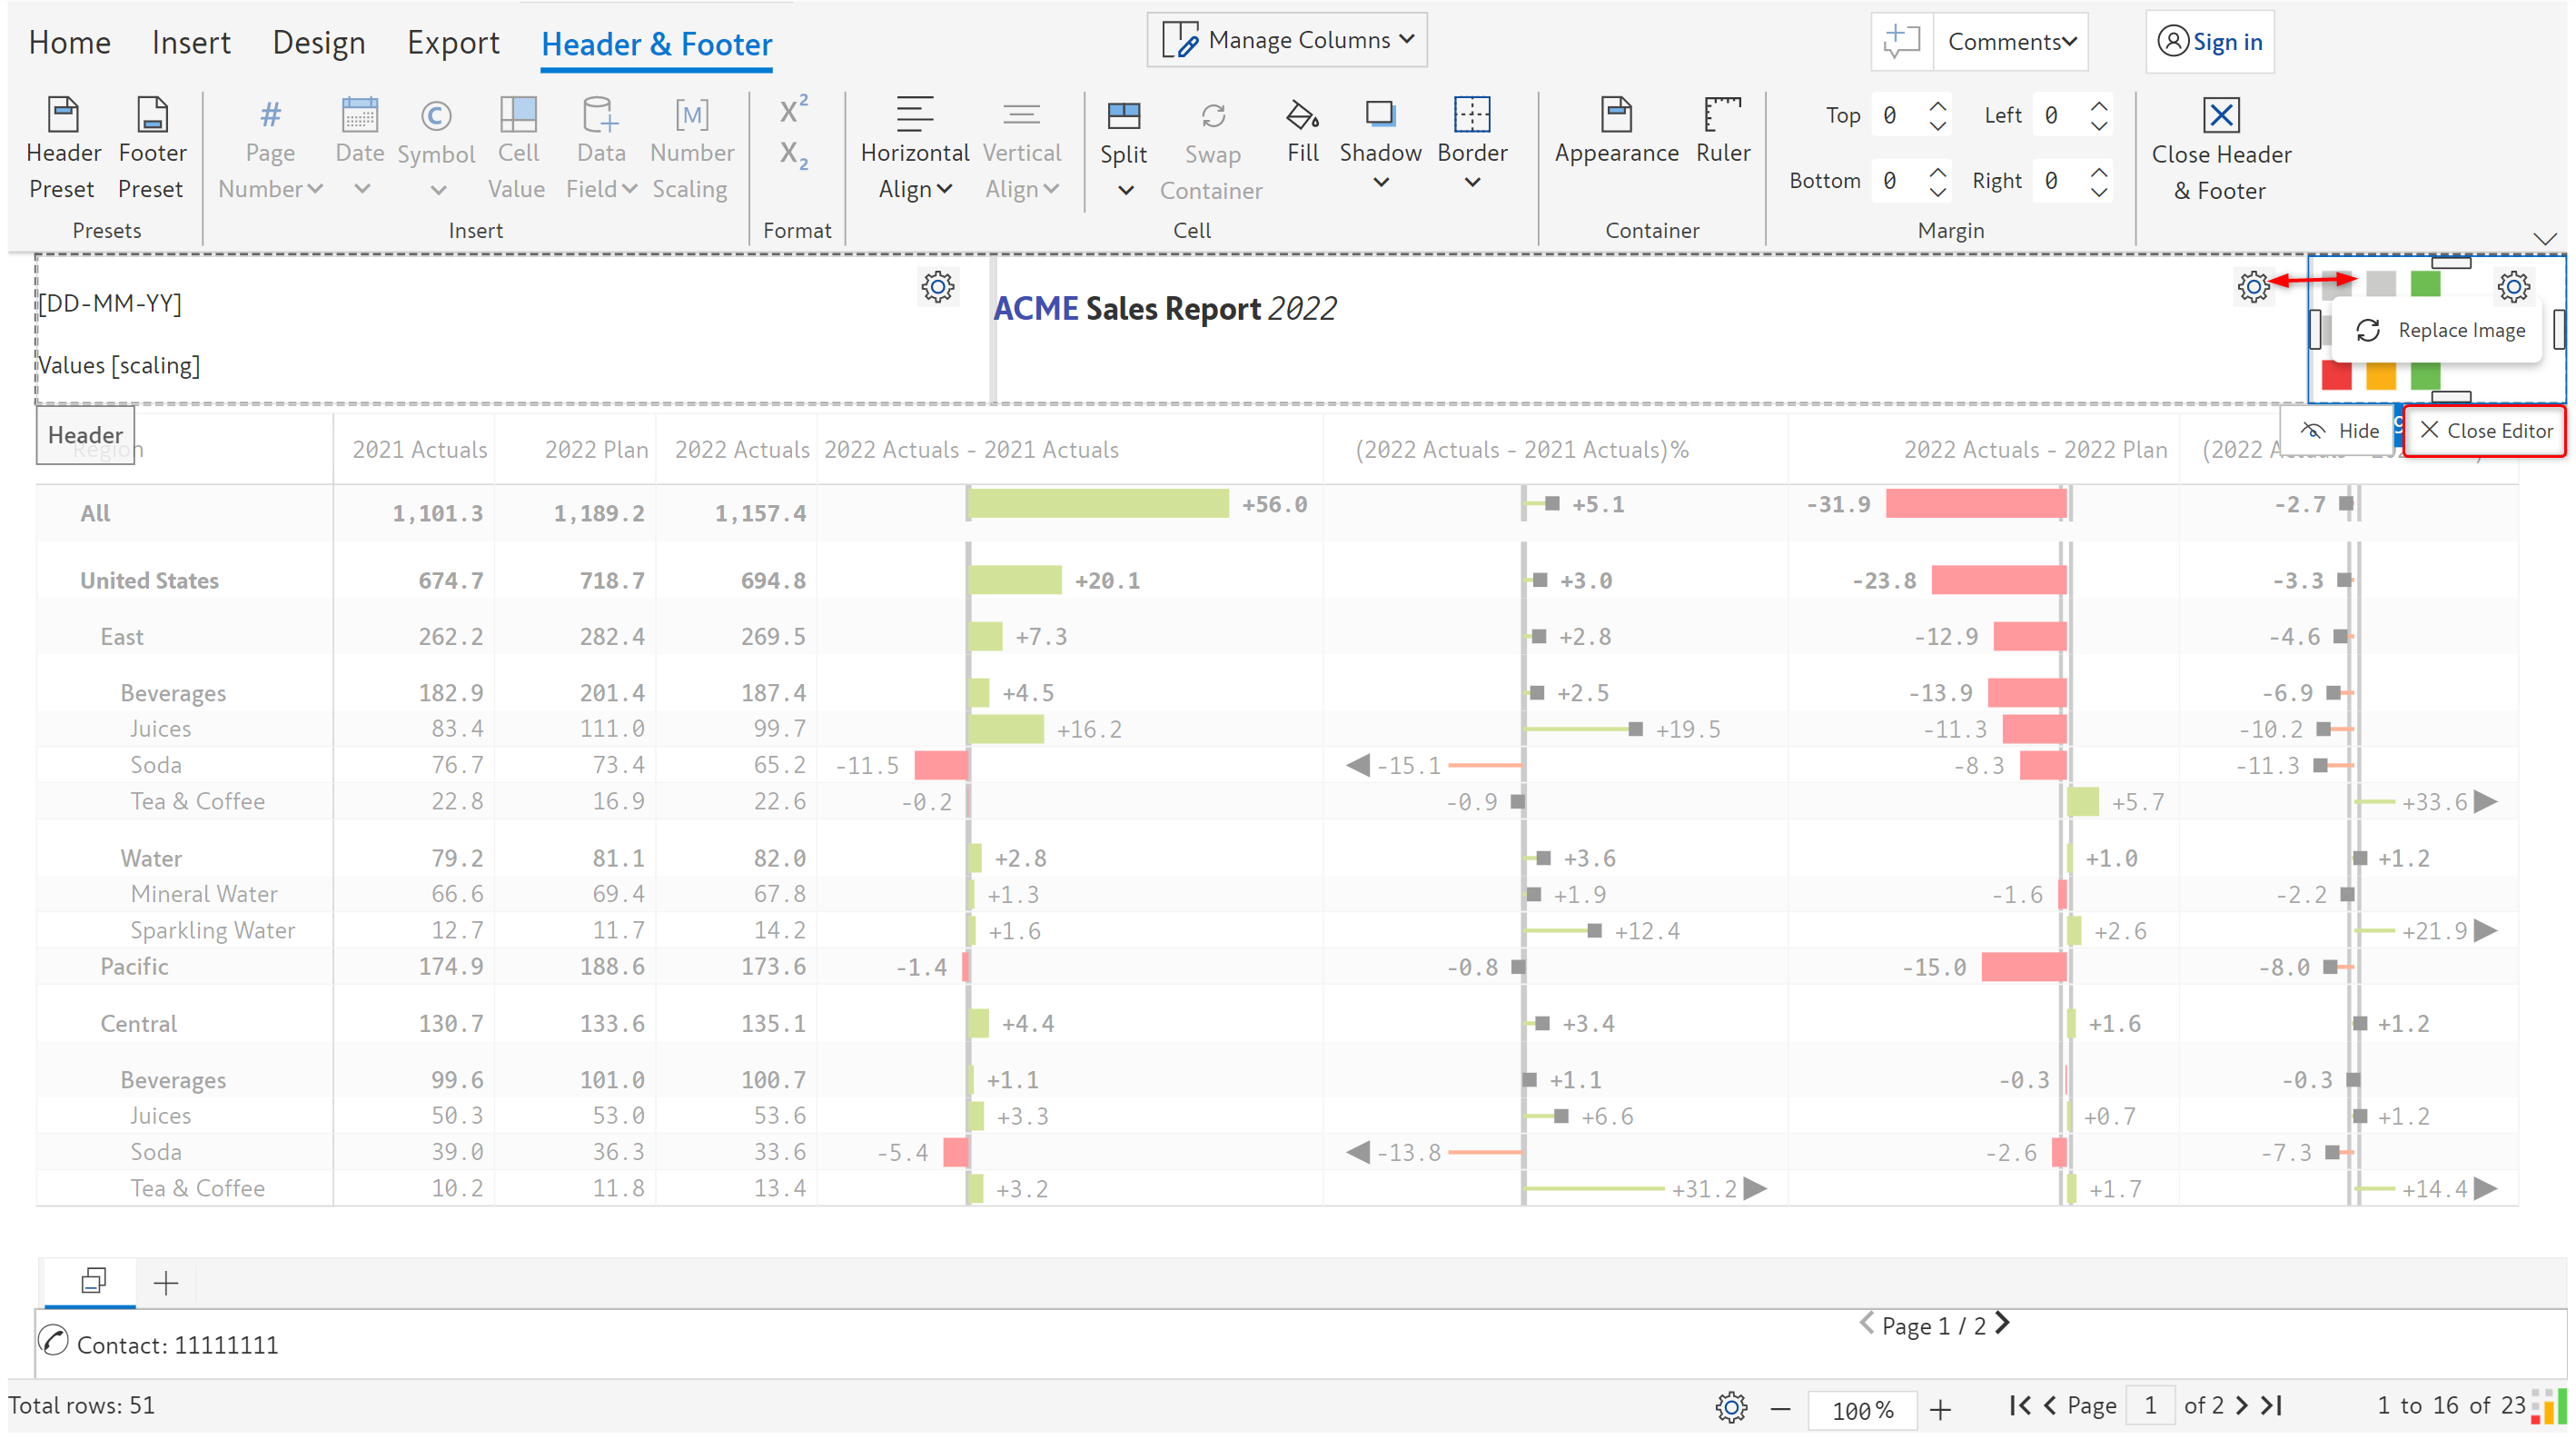 Home Insert Design Export Header & Footer Manage Columns Comments Sign in
Header Preset Footer Preset Page Number Date Symbol Cell Value Data Field Number Scaling X² X₂ Horizontal Align Vertical Align Split Swap Container Fill Shadow Border Appearance Ruler Top 0 Left 0 Bottom 0 Right 0 Close Header & Footer
Presets Insert Format Cell Container Margin
[DD-MM-YY]
ACME Sales Report 2022
Replace Image
Values [scaling]
Header
Hide Close Editor
Region 2021 Actuals 2022 Plan 2022 Actuals 2022 Actuals - 2021 Actuals (2022 Actuals - 2021 Actuals)% 2022 Actuals - 2022 Plan
All 1,101.3 1,189.2 1,157.4 +56.0 +5.1 -31.9 -2.7
United States 674.7 718.7 694.8 +20.1 +3.0 -23.8 -3.3
East 262.2 282.4 269.5 +7.3 +2.8 -12.9 -4.6
Beverages 182.9 201.4 187.4 +4.5 +2.5 -13.9 -6.9
Juices 83.4 111.0 99.7 +16.2 +19.5 -11.3 -10.2
Soda 76.7 73.4 65.2 -11.5 -15.1 -8.3 -11.3
Tea & Coffee 22.8 16.9 22.6 -0.2 -0.9 +5.7 +33.6
Water 79.2 81.1 82.0 +2.8 +3.6 +1.0 +1.2
Mineral Water 66.6 69.4 67.8 +1.3 +1.9 -1.6 -2.2
Sparkling Water 12.7 11.7 14.2 +1.6 +12.4 +2.6 +21.9
Pacific 174.9 188.6 173.6 -1.4 -0.8 -15.0 -8.0
Central 130.7 133.6 135.1 +4.4 +3.4 +1.6 +1.2
Beverages 99.6 101.0 100.7 +1.1 +1.1 -0.3 -0.3
Juices 50.3 53.0 53.6 +3.3 +6.6 +0.7 +1.2
Soda 39.0 36.3 33.6 -5.4 -13.8 -2.6 -7.3
Tea & Coffee 10.2 11.8 13.4 +3.2 +31.2 +1.7 +14.4
Page 1 / 2
Contact: 11111111
Total rows: 51 100% Page 1 of 2 1 to 16 of 23